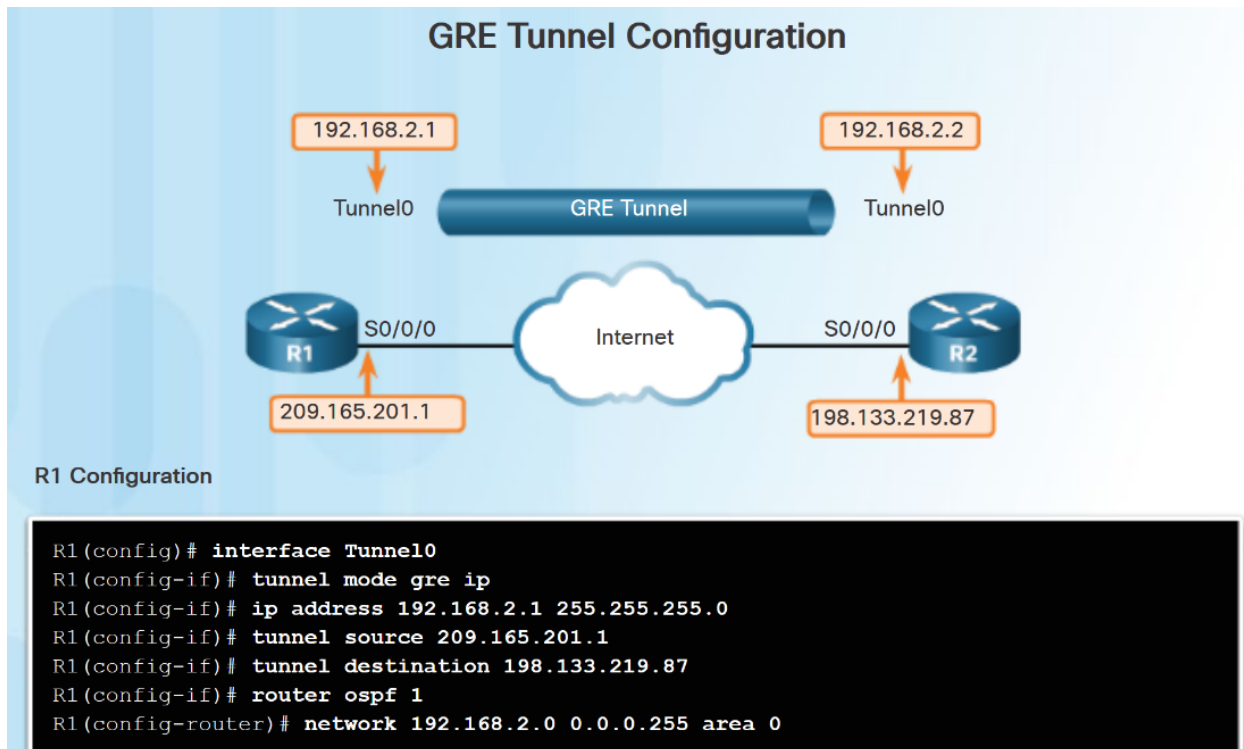 GRE Tunnel Configuration
192.168.2.1
192.168.2.2
Tunnel0
GRE Tunnel
Tunnel0
S0/0/0
Internet
S0/0/0
R1
R2
209.165.201.1
198.133.219.87
R1 Configuration
R1(config)# interface Tunnel0
R1(config-if)# tunnel mode gre ip
R1(config-if)# ip address 192.168.2.1 255.255.255.0
R1(config-if)# tunnel source 209.165.201.1
R1(config-if)# tunnel destination 198.133.219.87
R1(config-if)# router ospf 1
R1(config-router)# network 192.168.2.0 0.0.0.255 area 0